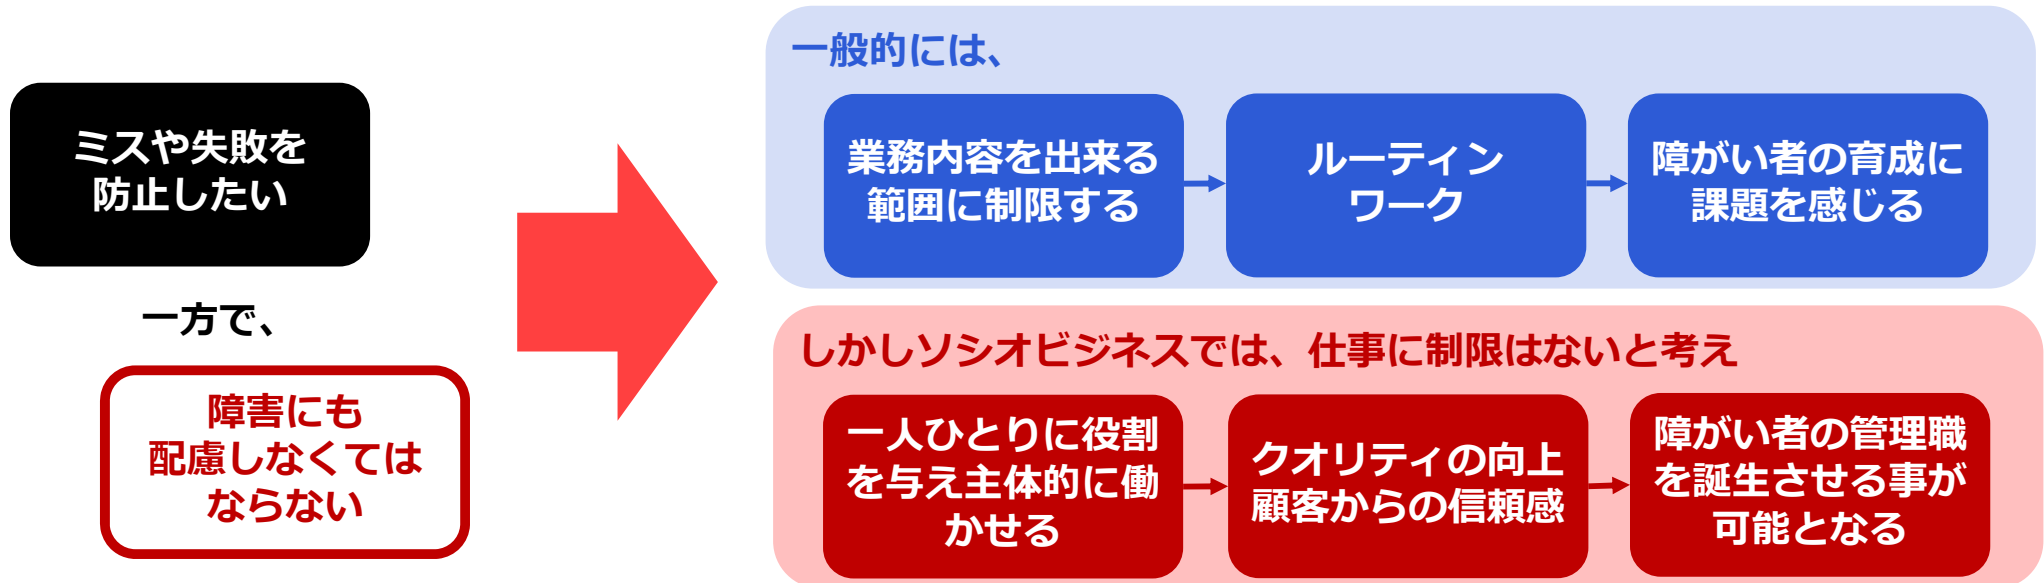 ミスや失敗を
防止したい
一方で、
障害にも
配慮しなくては
ならない
一般的には、
業務内容を出来る
範囲に制限する
ルーティン
ワーク
障がい者の育成に
課題を感じる
しかしソシオビジネスでは、仕事に制限はないと考え
一人ひとりに役割
を与え主体的に働
かせる
クオリティの向上
顧客からの信頼感
障がい者の管理職
を誕生させる事が
可能となる